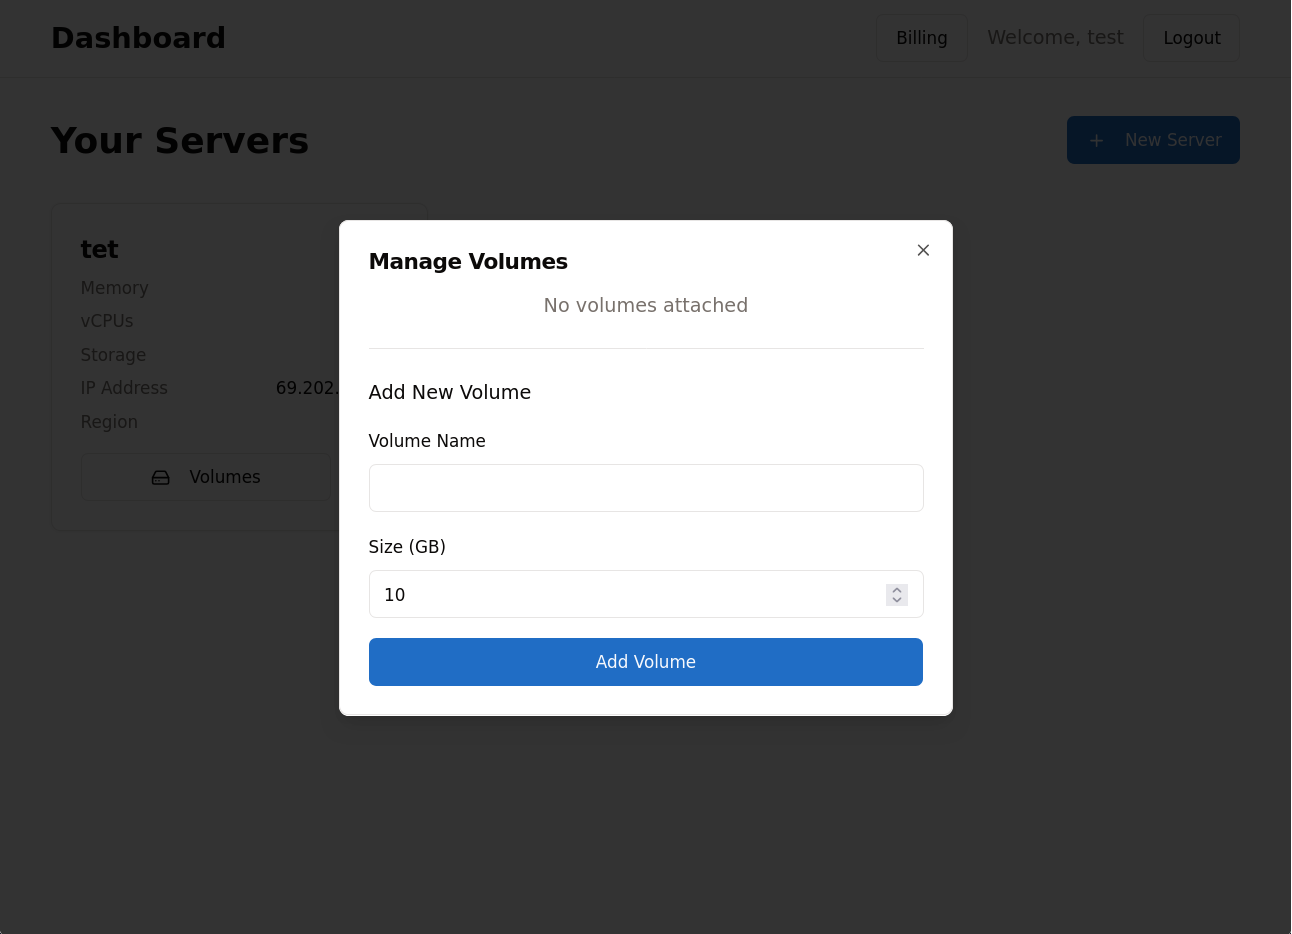 Dashboard
Billing
Welcome, test
Logout
Your Servers
+ New Server
tet
Memory
vCPUs
Storage
IP Address 69.202.
Region
Volumes
Manage Volumes
No volumes attached
Add New Volume
Volume Name
Size (GB)
10
Add Volume